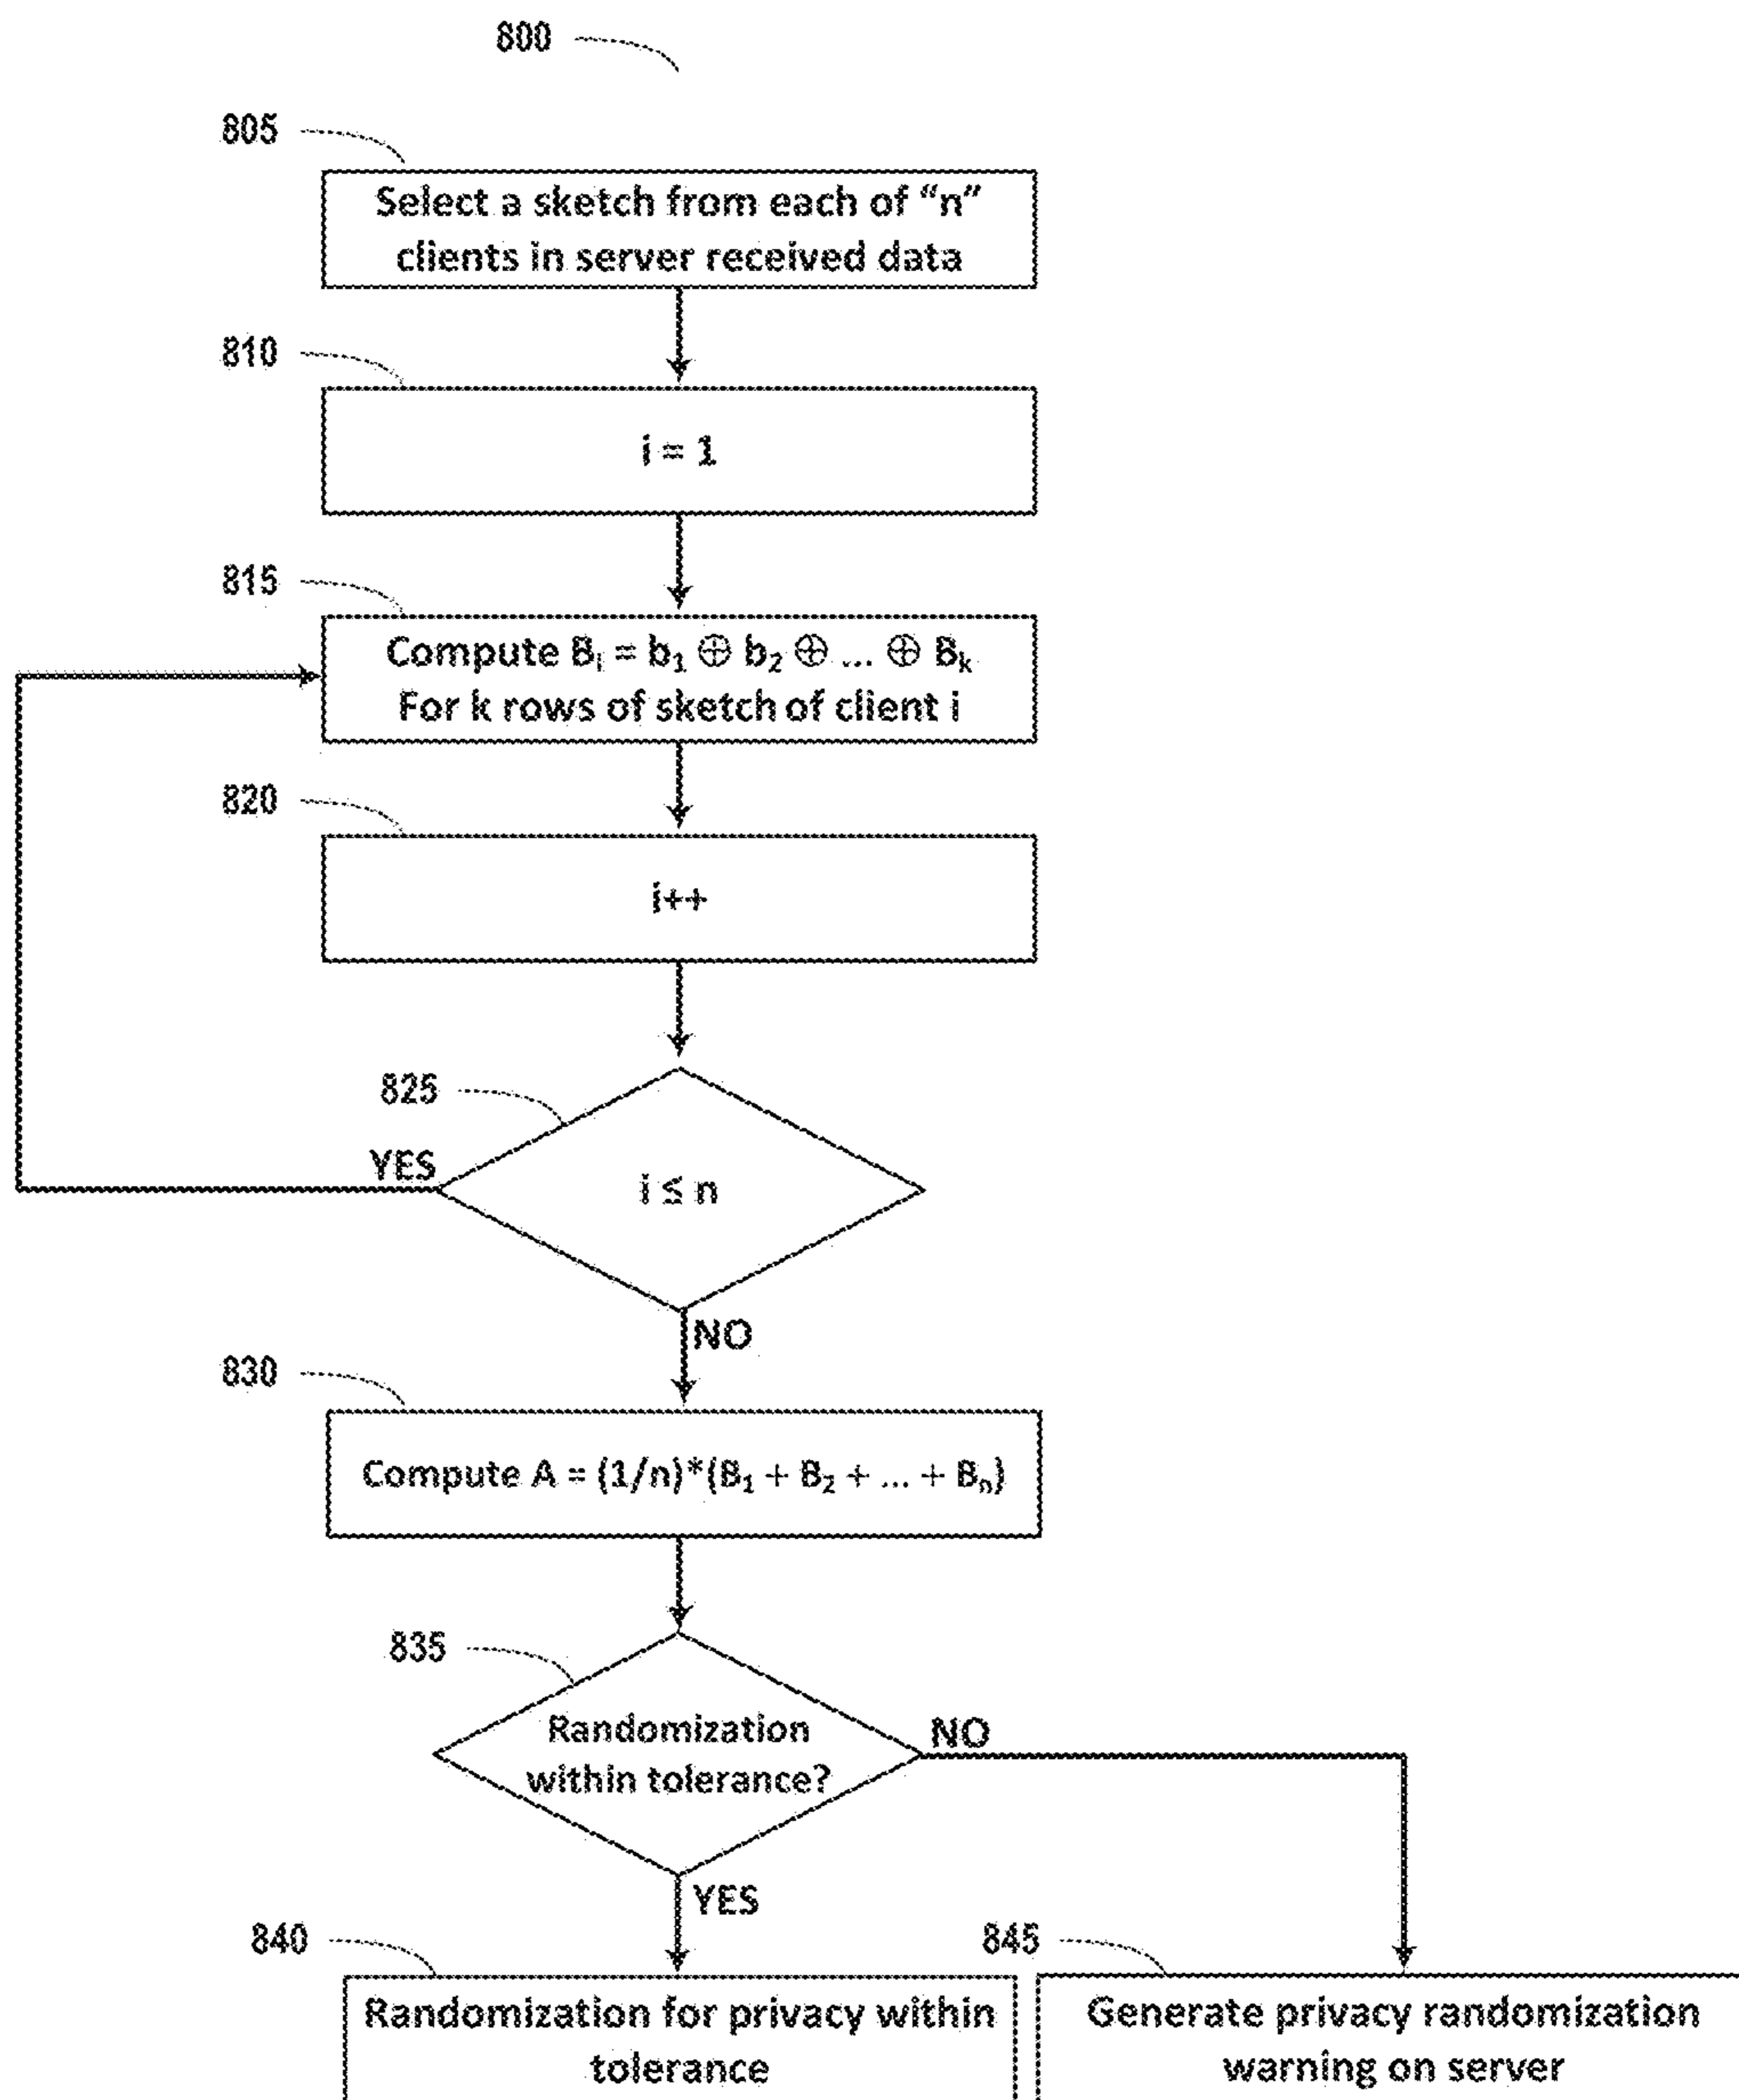 800
805
Select a sketch from each of “n”
clients in server received data
810
i = 1
815
Compute Bᵢ = b₁ ⊕ b₂ ⊕ ... ⊕ Bₖ
For k rows of sketch of client i
820
i++
825
YES
i ≤ n
NO
830
Compute A = (1/n)*(B₁ + B₂ + ... + Bₙ)
835
Randomization
within tolerance?
NO
YES
840
Randomization for privacy within
tolerance
845
Generate privacy randomization
warning on server